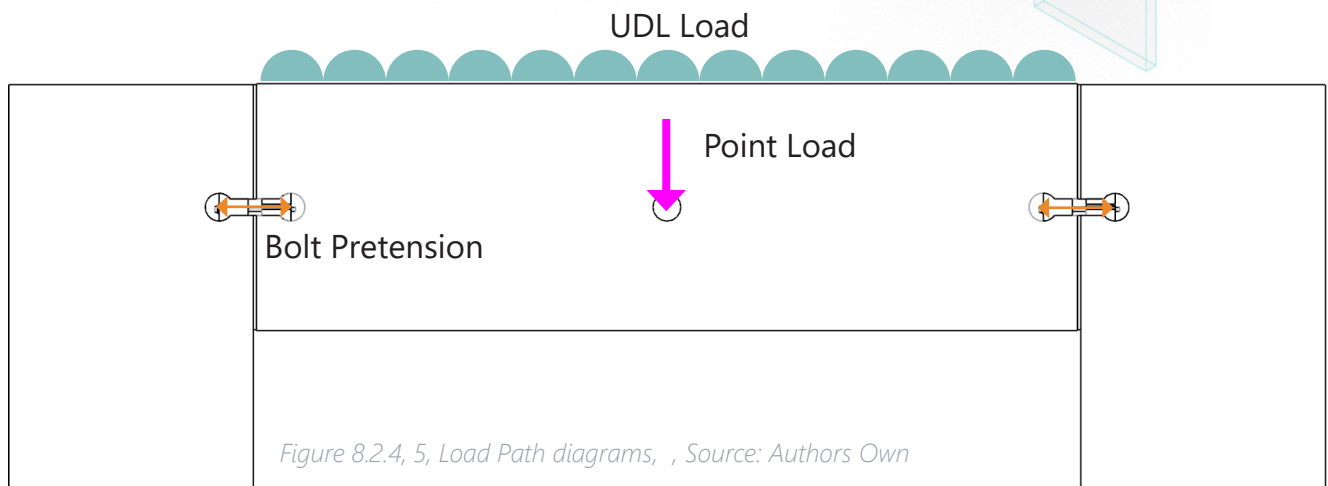 UDL Load
Point Load
Bolt Pretension
Figure 8.2.4, 5, Load Path diagrams,  , Source: Authors Own